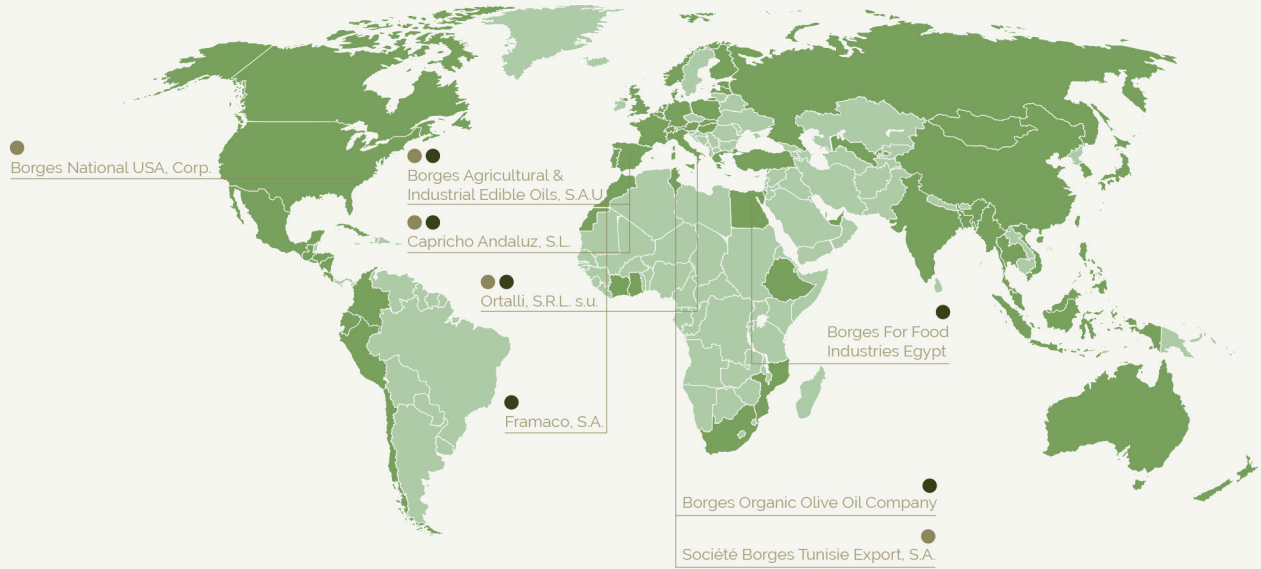 Borges National USA, Corp.
Borges Agricultural &
Industrial Edible Oils, S.A.U
Capricho Andaluz, S.L.
Ortalli, S.R.L. s.u.
Borges For Food
Industries Egypt
Framaco, S.A.
Borges Organic Olive Oil Company
Société Borges Tunisie Export, S.A.